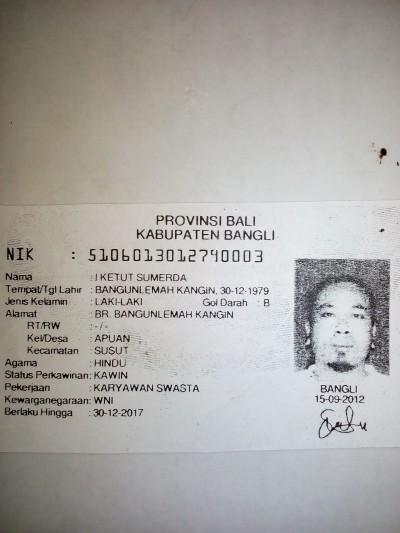 PROVINSI BALI
KABUPATEN BANGLI
NIK : 5106013012740003
Nama : I KETUT SUMERDA
Tempat/Tgl Lahir : BANGUNLEMAH KANGIN, 30-12-1979
Jenis Kelamin : LAKI-LAKI Gol Darah : B
Alamat : BR. BANGUNLEMAH KANGIN
RT/RW : -/-
Kel/Desa : APUAN
Kecamatan : SUSUT
Agama : HINDU
Status Perkawinan: KAWIN
Pekerjaan : KARYAWAN SWASTA
Kewarganegaraan: WNI
Berlaku Hingga : 30-12-2017
BANGLI
15-09-2012